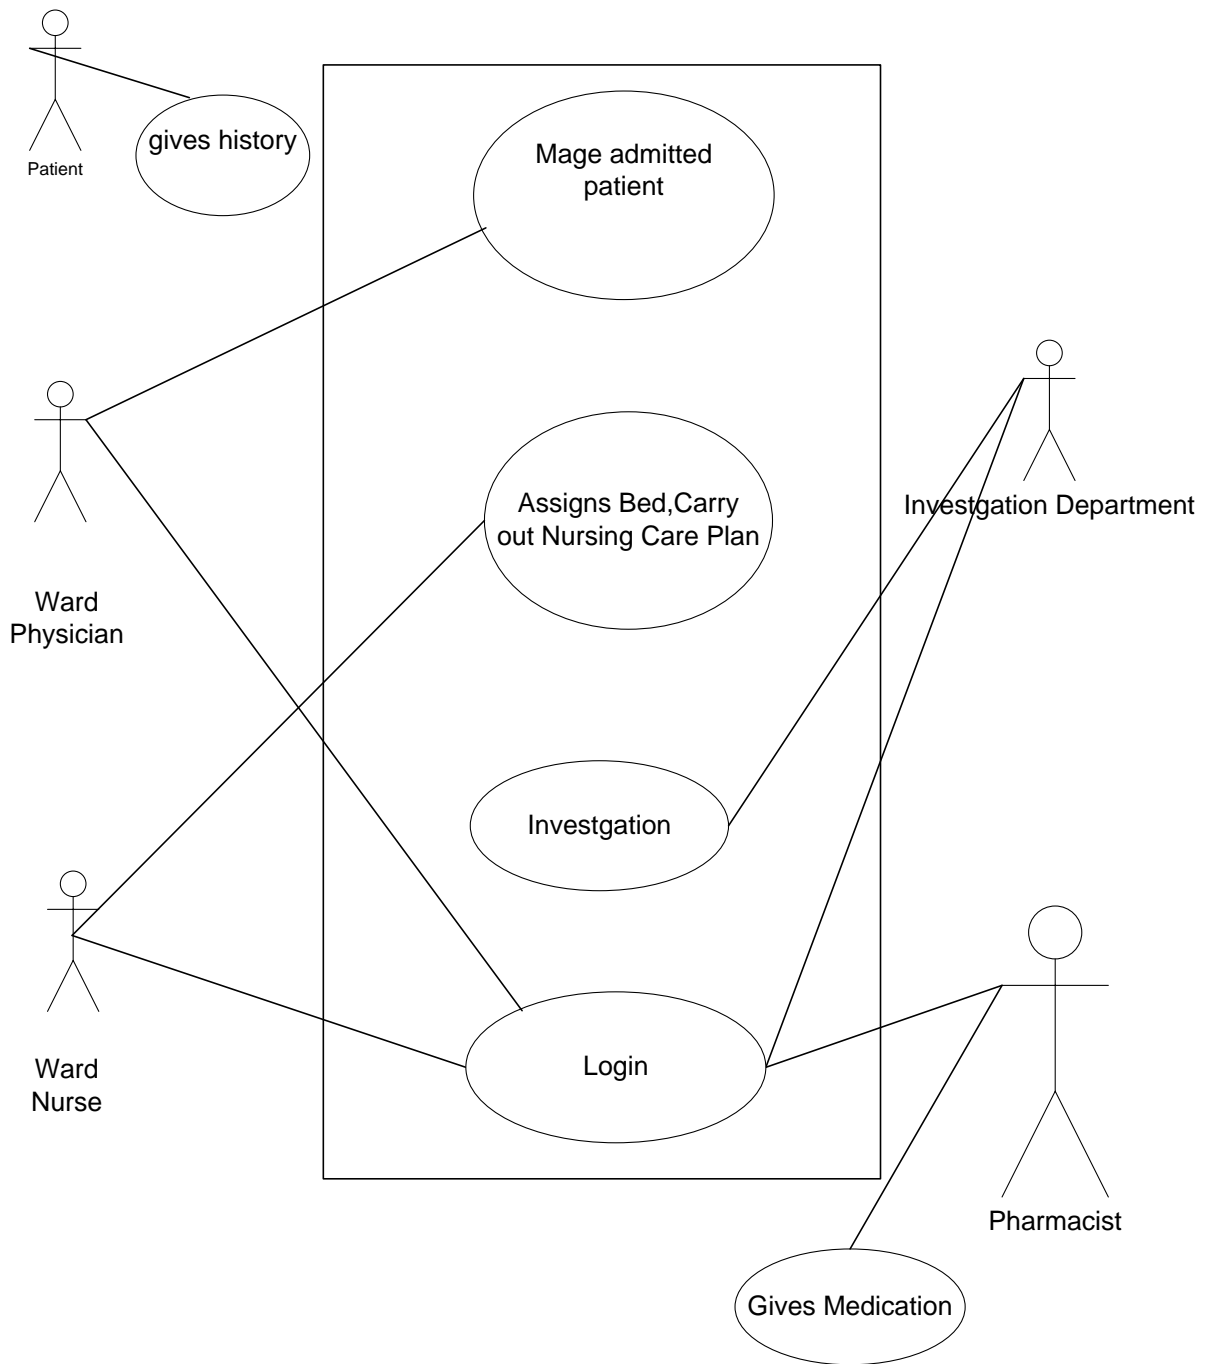 gives history
Patient
Mage admitted
patient
Assigns Bed,Carry
out Nursing Care Plan
Investgation Department
Ward
Physician
Investgation
Login
Ward
Nurse
Pharmacist
Gives Medication